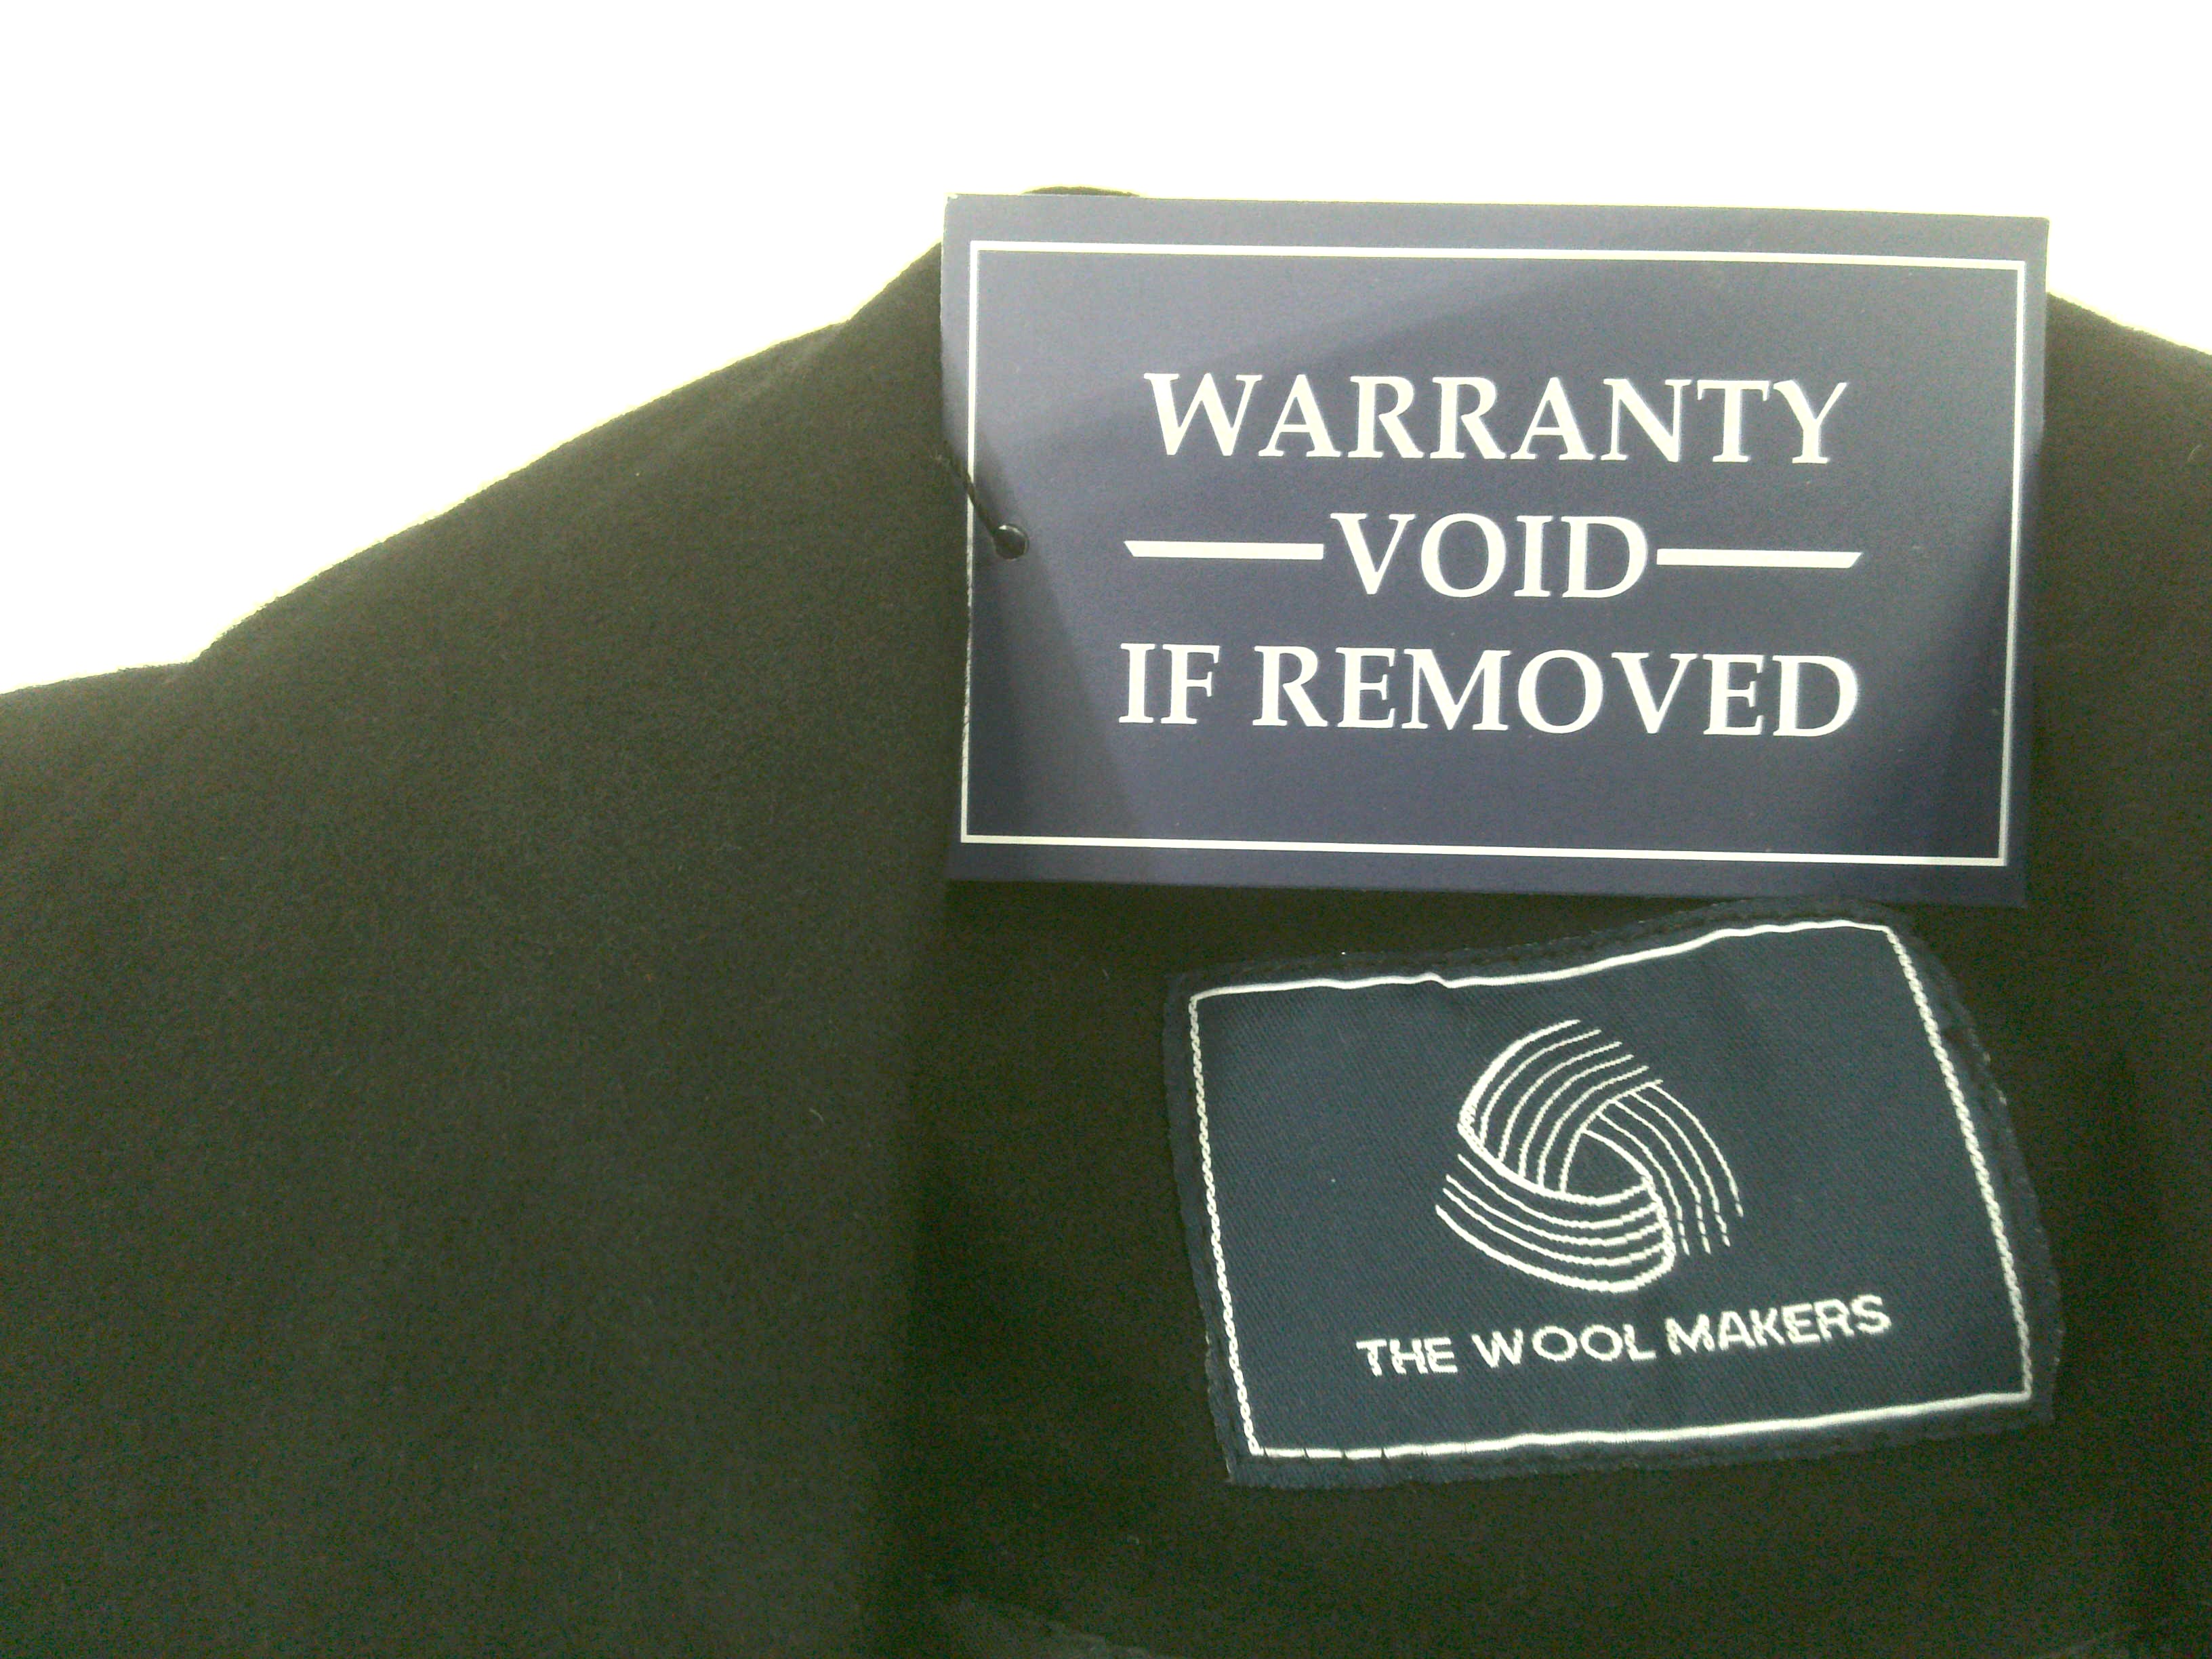 WARRANTY
VOID
IF REMOVED
THE WOOL MAKERS